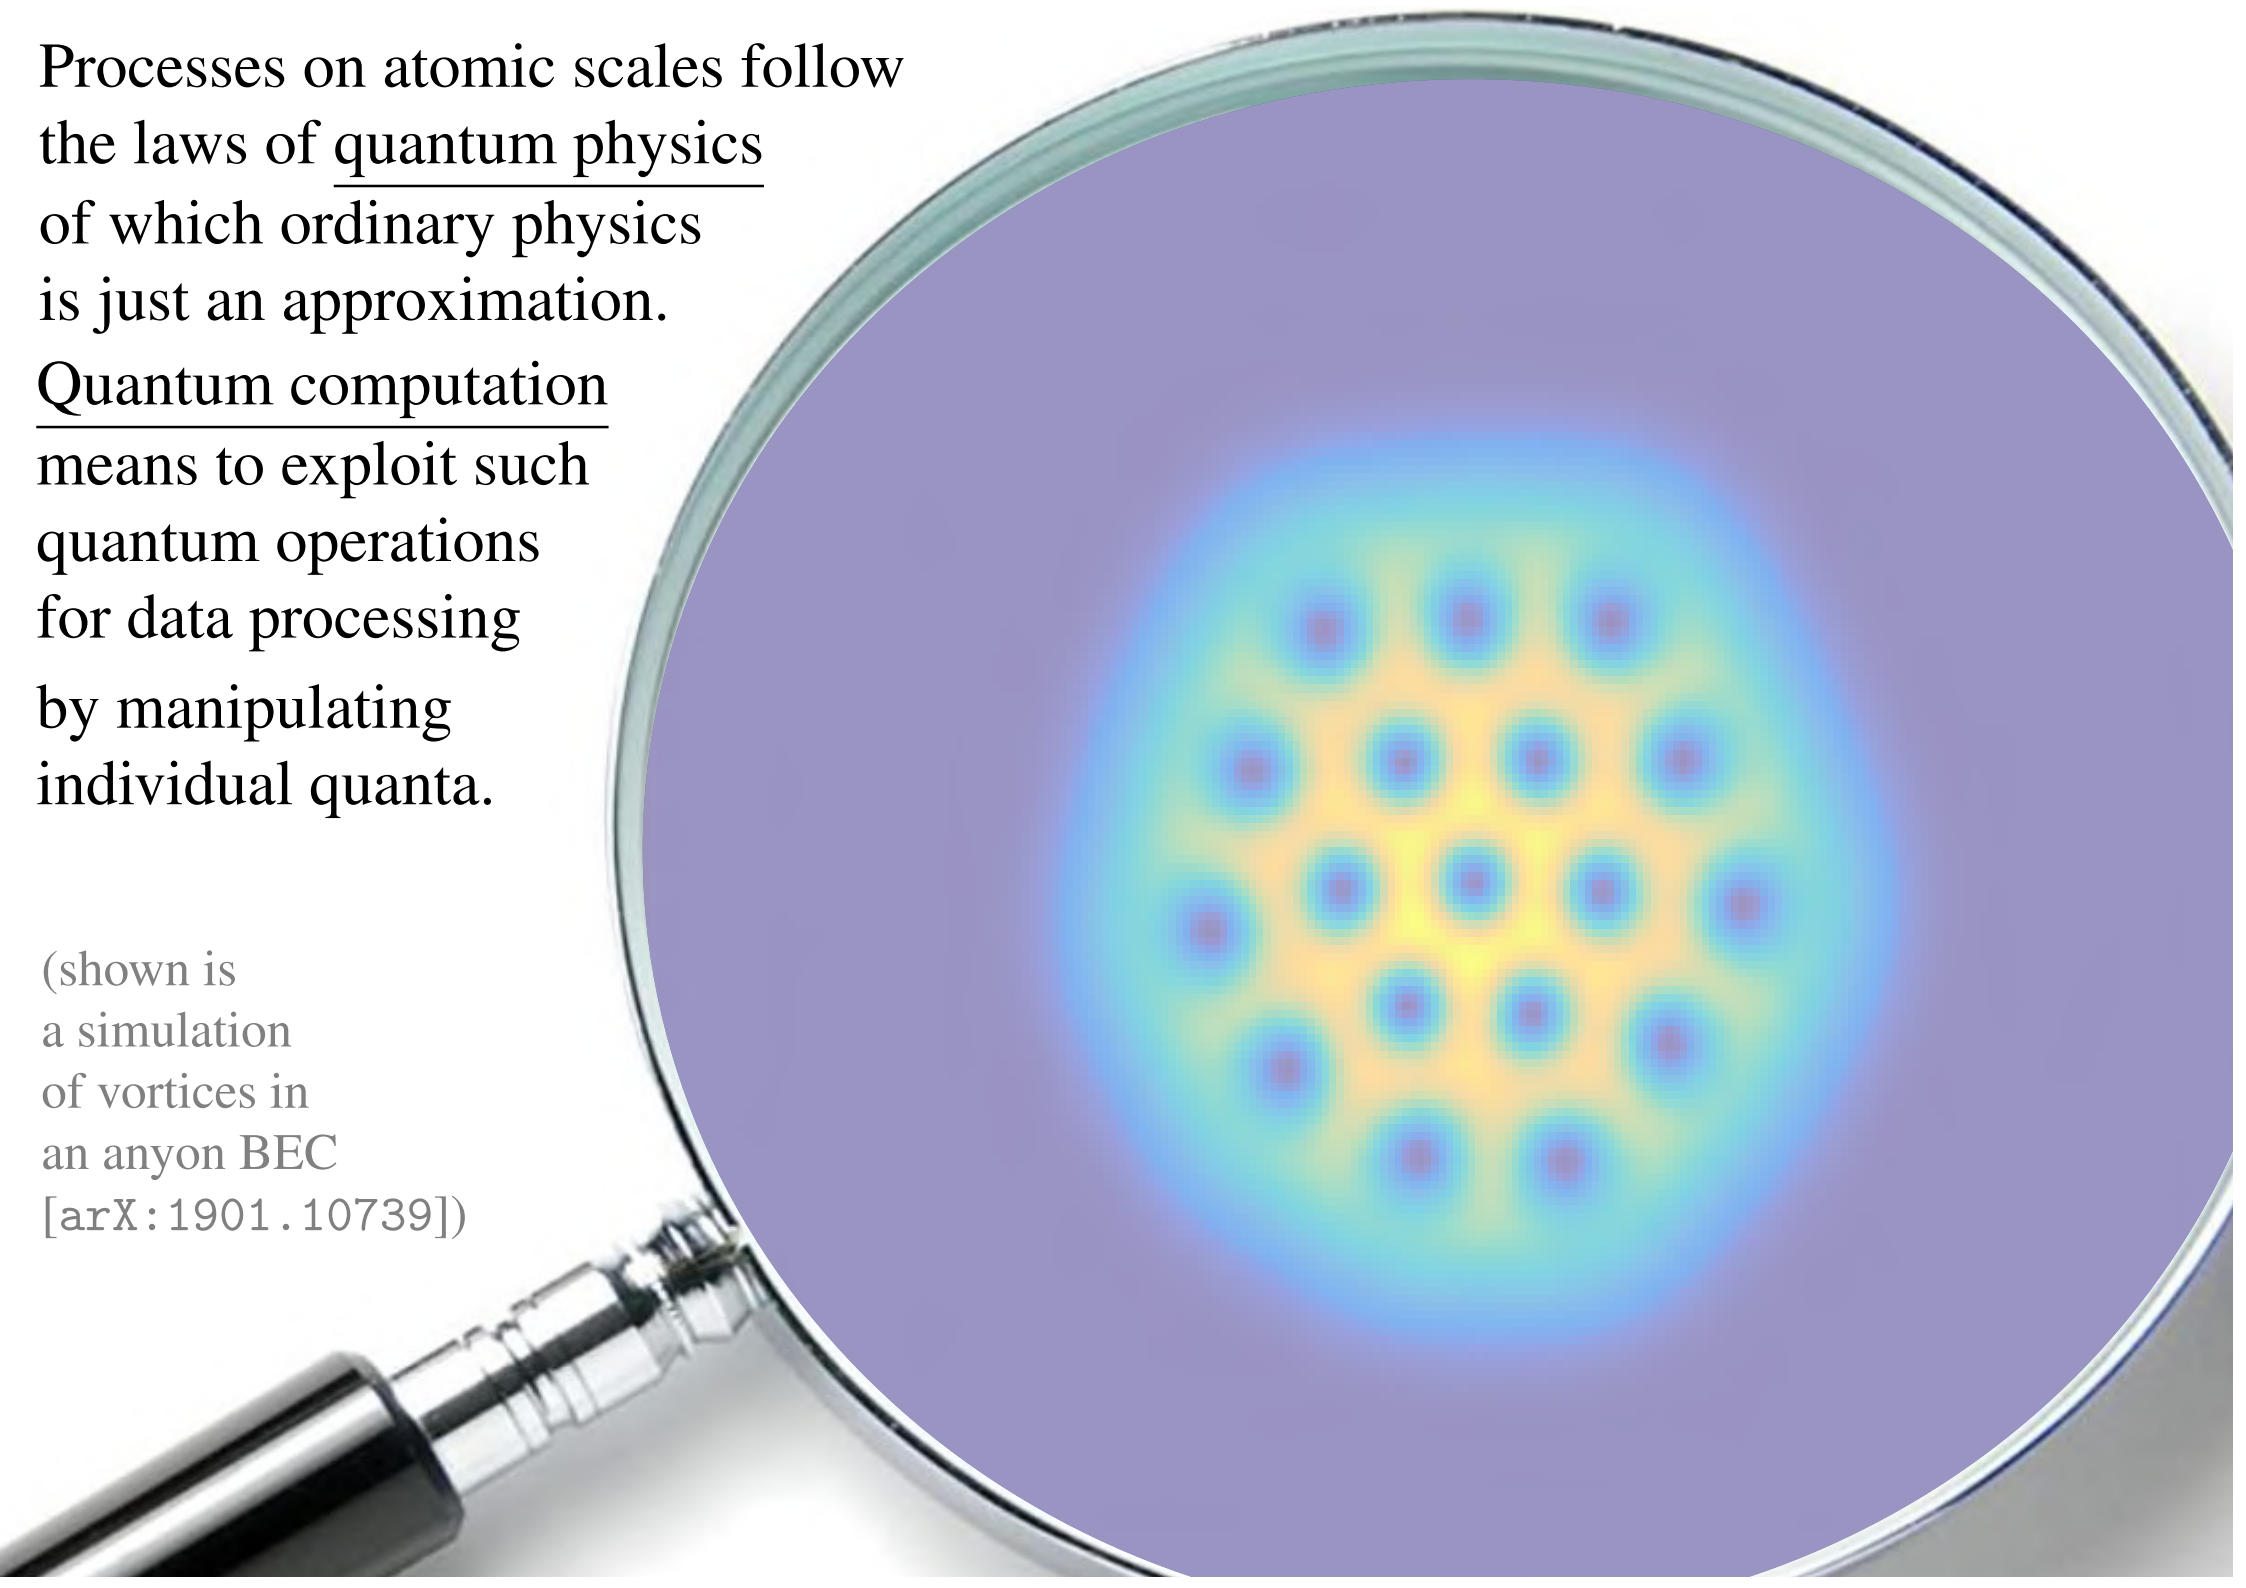 Processes on atomic scales follow
the laws of quantum physics
of which ordinary physics
is just an approximation.
Quantum computation
means to exploit such
quantum operations
for data processing
by manipulating
individual quanta.
(shown is
a simulation
of vortices in
an anyon BEC
[arX:1901.10739])